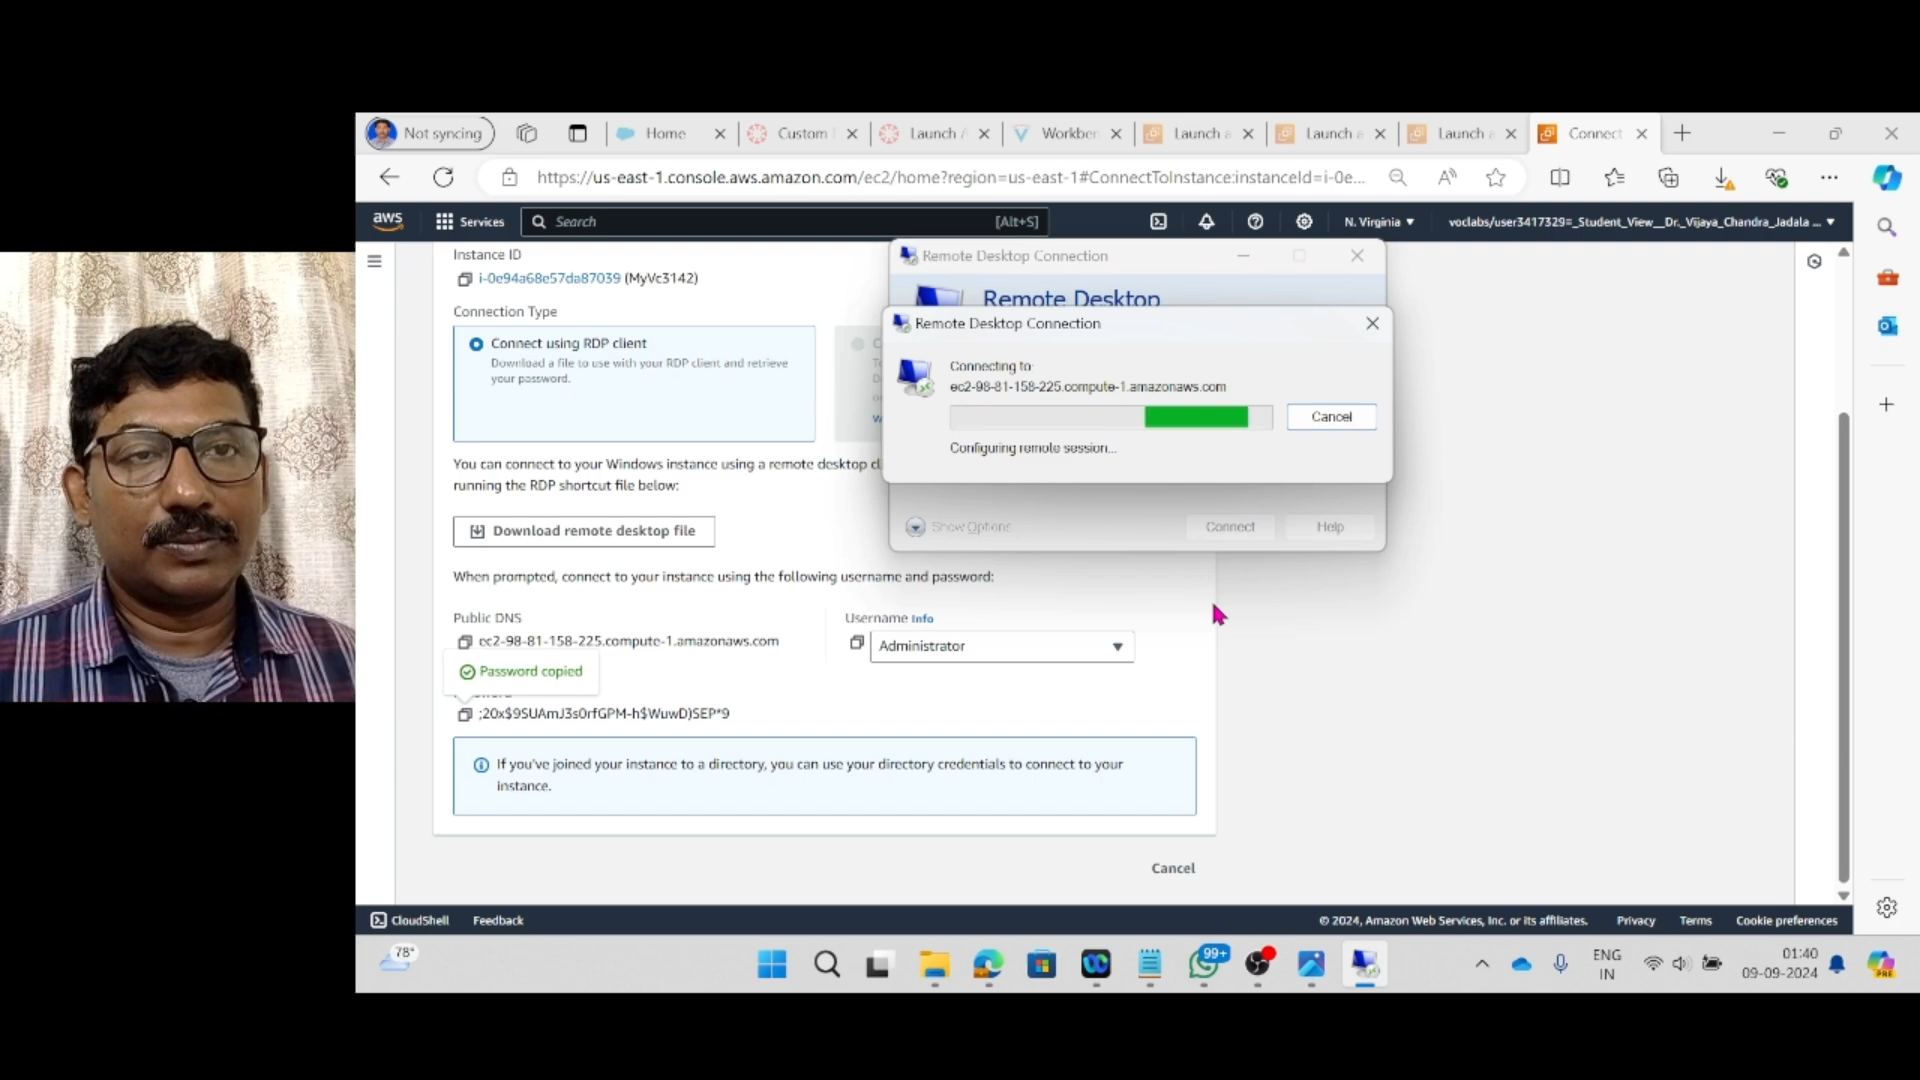 Not syncing
Home
Custom
Launch
Workben
Launch a
Launch a
Launch a
Connect
https://us-east-1.console.aws.amazon.com/ec2/home?region=us-east-1#ConnectToInstance:instanceId=i-0e...
aws
Services
Search
[Alt+S]
N. Virginia
voclabs/user3417329=_Student_View__Dr._Vijaya_Chandra_Jadala ...
Instance ID
i-0e94a68e57da87039 (MyVc3142)
Connection Type
Connect using RDP client
Download a file to use with your RDP client and retrieve
your password.
You can connect to your Windows instance using a remote desktop cl
running the RDP shortcut file below:
Download remote desktop file
When prompted, connect to your instance using the following username and password:
Public DNS
ec2-98-81-158-225.compute-1.amazonaws.com
Username Info
Administrator
Password copied
;20x$9SUAmJ3s0rfGPM-h$WuwD)SEP*9
If you've joined your instance to a directory, you can use your directory credentials to connect to your
instance.
Cancel
Remote Desktop Connection
Remote Desktop
Remote Desktop Connection
Connecting to:
ec2-98-81-158-225.compute-1.amazonaws.com
Cancel
Configuring remote session...
Show Options
Connect
Help
CloudShell
Feedback
© 2024, Amazon Web Services, Inc. or its affiliates.
Privacy
Terms
Cookie preferences
78°
99+
ENG
IN
01:40
09-09-2024
PRE